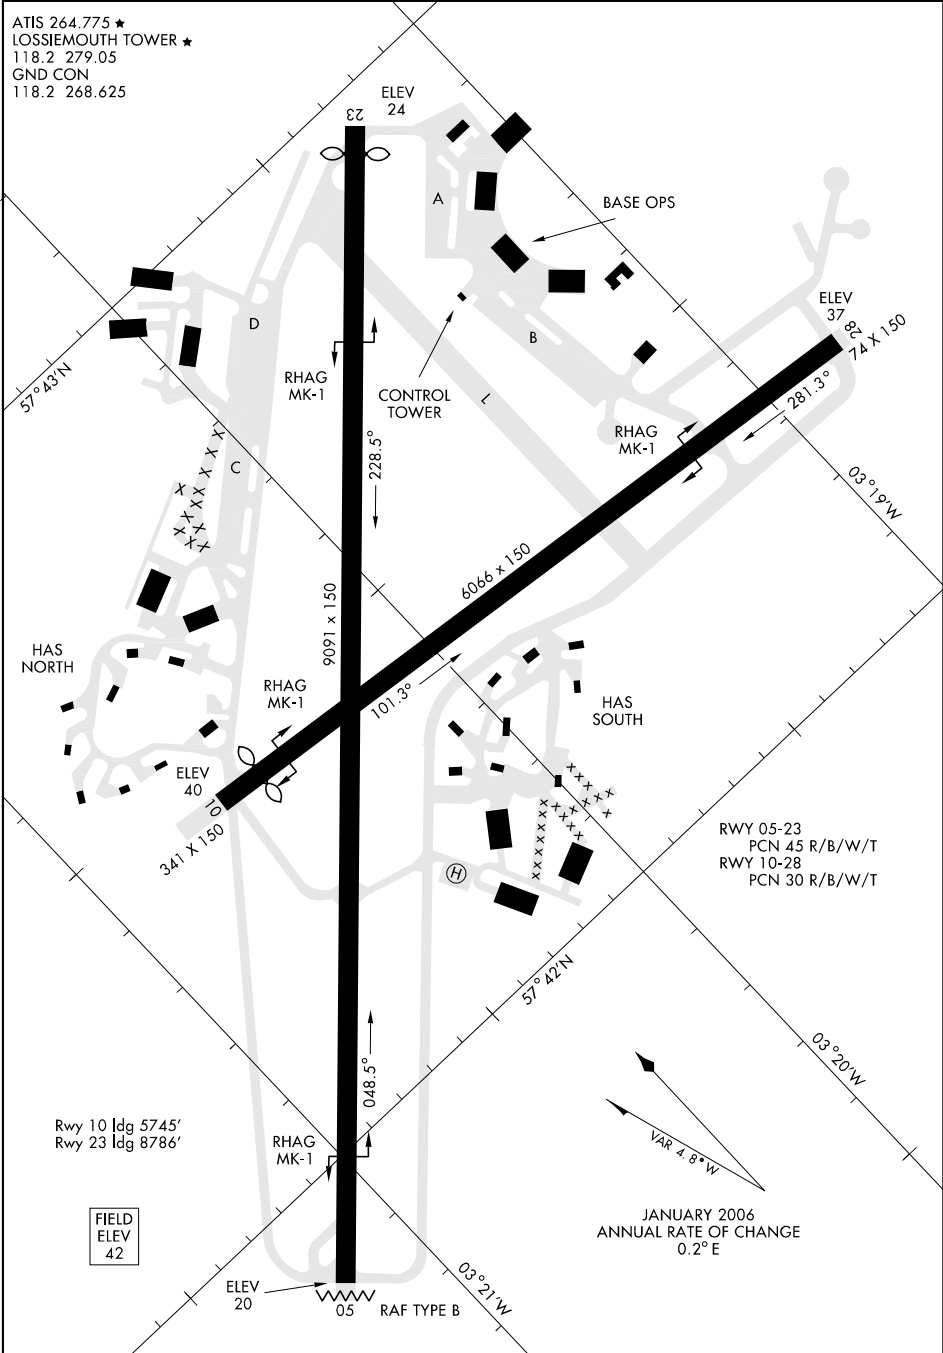 ATIS 264.775 ★
LOSSIEMOUTH TOWER ★
118.2 279.05
GND CON
118.2 268.625
ELEV
24
23
A
BASE OPS
ELEV
37
28
74 X 150
D
B
RHAG
MK-1
CONTROL
TOWER
57°43'N
L
281.3°
RHAG
MK-1
228.5°
C
03°19'W
6066 x 150
9091 x 150
HAS
NORTH
RHAG
MK-1
101.3°
HAS
SOUTH
ELEV
40
10
341 X 150
RWY 05-23
PCN 45 R/B/W/T
RWY 10-28
PCN 30 R/B/W/T
H
57°42'N
03°20'W
048.5°
Rwy 10 ldg 5745'
Rwy 23 ldg 8786'
RHAG
MK-1
VAR 4.8° W
FIELD
ELEV
42
JANUARY 2006
ANNUAL RATE OF CHANGE
0.2° E
ELEV
20
03°21'W
05
RAF TYPE B